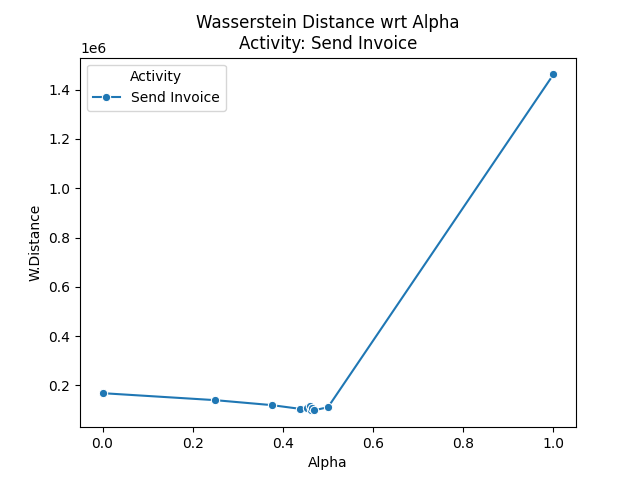 Wasserstein Distance wrt Alpha
Activity: Send Invoice
1e6
Activity
Send Invoice
1.4
1.2
1.0
0.8
0.6
0.4
0.2
W.Distance
0.0 0.2 0.4 0.6 0.8 1.0
Alpha